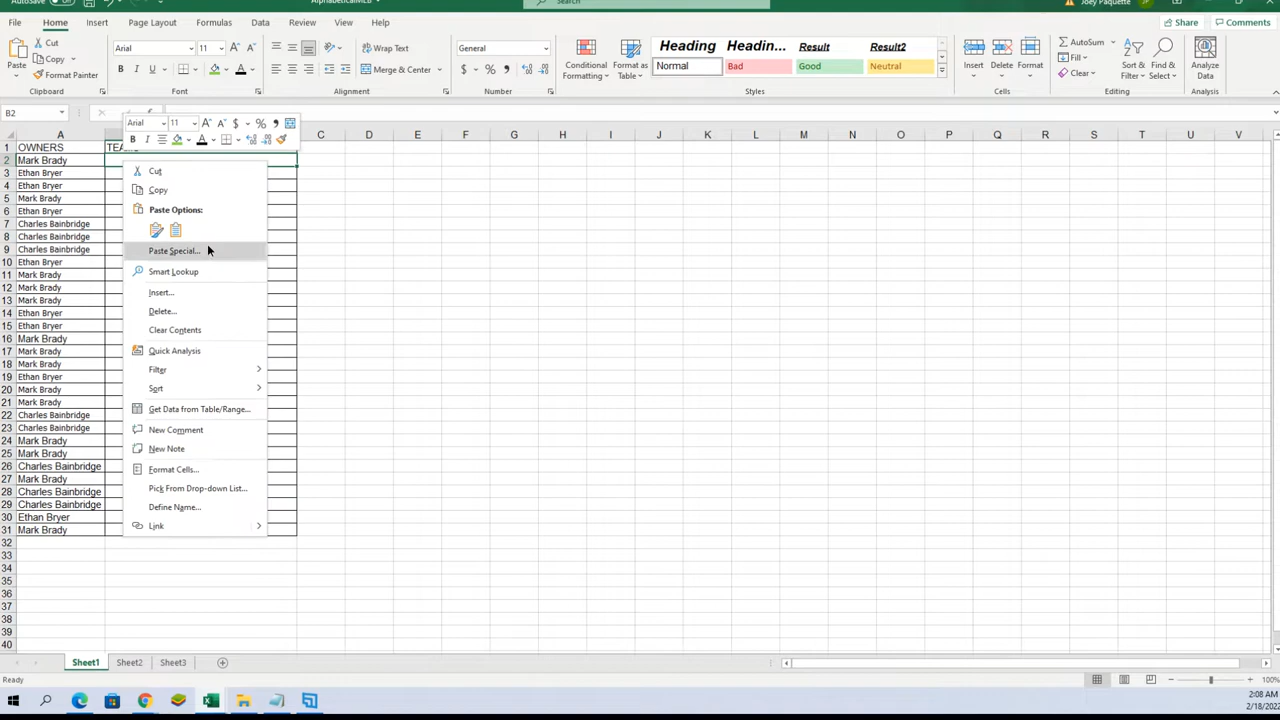 AutoSave Off AlphabeticalMLB Search Joey Paquette
File Home Insert Page Layout Formulas Data Review View Help Share Comments
Paste Cut Copy Format Painter Clipboard
Arial 11 B I U Font
Wrap Text Merge & Center Alignment
General $ % Number
Conditional Formatting Format as Table
Heading Headin... Result Result2
Normal Bad Good Neutral
Styles
Insert Delete Format Cells
AutoSum Fill Clear Sort & Filter Find & Select Editing
Analyze Data Analysis
B2
Arial 11 $ %
B I A
A C D E F G H I J K L M N O P Q R S T U V
1 OWNERS
2 Mark Brady
3 Ethan Bryer
4 Ethan Bryer
5 Mark Brady
6 Ethan Bryer
7 Charles Bainbridge
8 Charles Bainbridge
9 Charles Bainbridge
10 Ethan Bryer
11 Mark Brady
12 Mark Brady
13 Mark Brady
14 Ethan Bryer
15 Ethan Bryer
16 Mark Brady
17 Mark Brady
18 Mark Brady
19 Ethan Bryer
20 Mark Brady
21 Mark Brady
22 Charles Bainbridge
23 Charles Bainbridge
24 Mark Brady
25 Mark Brady
26 Charles Bainbridge
27 Mark Brady
28 Charles Bainbridge
29 Charles Bainbridge
30 Ethan Bryer
31 Mark Brady
32
33
34
35
36
37
38
39
40
Cut
Copy
Paste Options:
Paste Special...
Smart Lookup
Insert...
Delete...
Clear Contents
Quick Analysis
Filter
Sort
Get Data from Table/Range...
New Comment
New Note
Format Cells...
Pick From Drop-down List...
Define Name...
Link
Sheet1 Sheet2 Sheet3
Ready 100%
2:08 AM